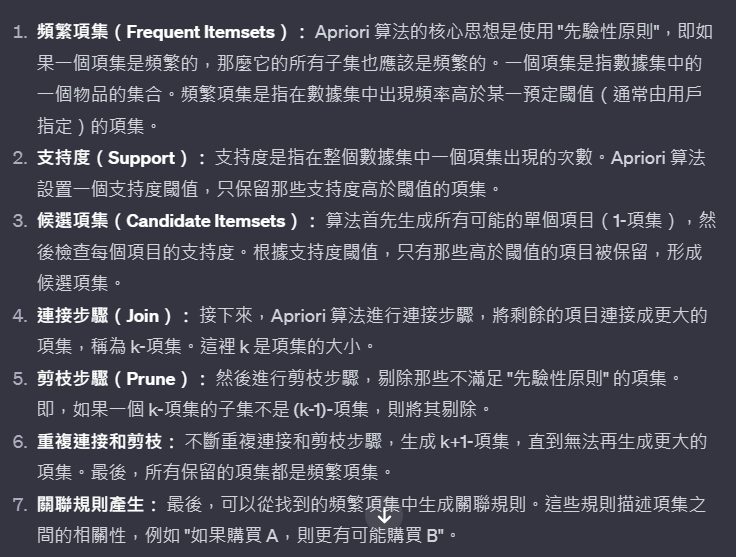 1. 頻繁項集（Frequent Itemsets）： Apriori 算法的核心思想是使用 "先驗性原則"，即如
果一個項集是頻繁的，那麼它的所有子集也應該是頻繁的。一個項集是指數據集中的
一個物品的集合。頻繁項集是指在數據集中出現頻率高於某一預定閾值（通常由用戶
指定）的項集。
2. 支持度（Support）： 支持度是指在整個數據集中一個項集出現的次數。Apriori 算法
設置一個支持度閾值，只保留那些支持度高於閾值的項集。
3. 候選項集（Candidate Itemsets）： 算法首先生成所有可能的單個項目（1-項集），然
後檢查每個項目的支持度。根據支持度閾值，只有那些高於閾值的項目被保留，形成
候選項集。
4. 連接步驟（Join）： 接下來，Apriori 算法進行連接步驟，將剩餘的項目連接成更大的
項集，稱為 k-項集。這裡 k 是項集的大小。
5. 剪枝步驟（Prune）： 然後進行剪枝步驟，剔除那些不滿足 "先驗性原則" 的項集。
即，如果一個 k-項集的子集不是 (k-1)-項集，則將其剔除。
6. 重複連接和剪枝： 不斷重複連接和剪枝步驟，生成 k+1-項集，直到無法再生成更大的
項集。最後，所有保留的項集都是頻繁項集。
7. 關聯規則產生： 最後，可以從找到的頻繁項集中生成關聯規則。這些規則描述項集之
間的相關性，例如 "如果購買 A，則更有可能購買 B"。